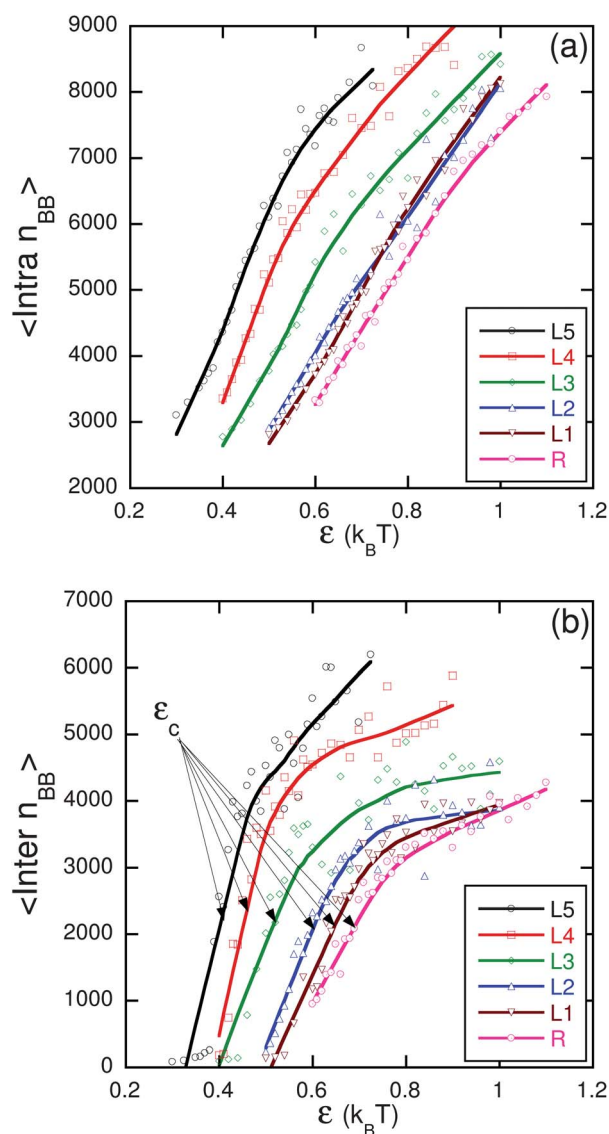 (a)
9000
8000
7000
6000
5000
4000
3000
2000
<Intra n_BB>
L5
L4
L3
L2
L1
R
0.2 0.4 0.6 0.8 1 1.2
ε (k_BT)
(b)
7000
6000
5000
4000
3000
2000
1000
0
<Inter n_BB>
ε_c
L5
L4
L3
L2
L1
R
0.2 0.4 0.6 0.8 1 1.2
ε (k_BT)